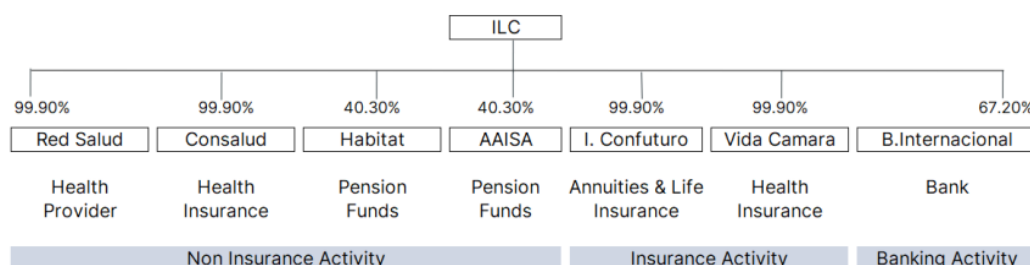 ILC
99.90% 99.90% 40.30% 40.30% 99.90% 99.90% 67.20%
Red Salud Consalud Habitat AAISA I. Confuturo Vida Camara B.Internacional
Health Health Pension Pension Annuities & Life Health Bank
Provider Insurance Funds Funds Insurance Insurance
Non Insurance Activity Insurance Activity Banking Activity